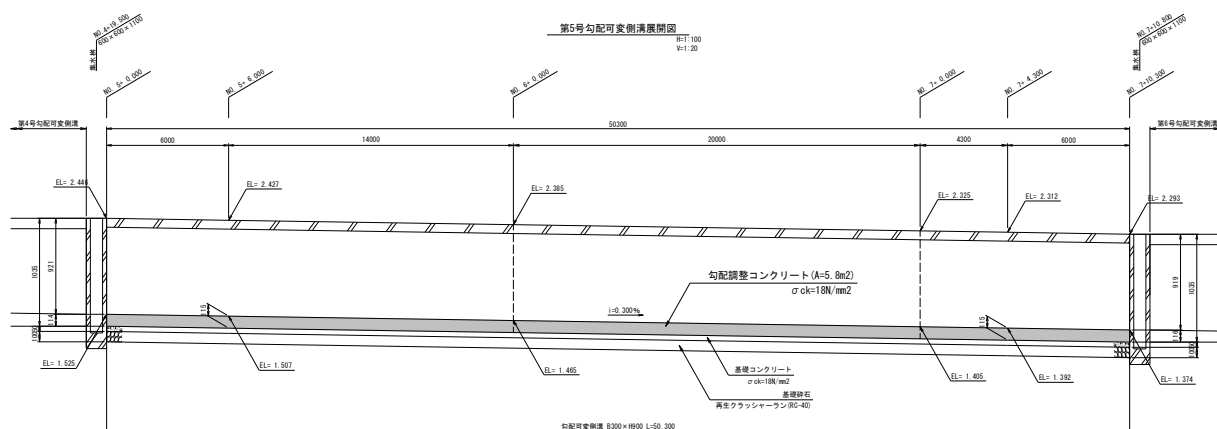 第5号勾配可変側溝展開図
H=1:100
V=1:20
NO.4+19.500
600×600×1100
集水桝
NO.7+10.800
600×600×1100
集水桝
NO. 5+ 0.000
NO. 5+ 6.000
NO. 6+ 0.000
NO. 7+ 0.000
NO. 7+ 4.300
NO. 7+10.300
第4号勾配可変側溝
50300
第6号勾配可変側溝
6000
14000
20000
4300
6000
EL= 2.446
EL= 2.427
EL= 2.385
EL= 2.325
EL= 2.312
EL= 2.293
1035
921
114
10050
115
勾配調整コンクリート(A=5.8m2)
σck=18N/mm2
i=0.300%
115
919
1035
116
10050
EL= 1.525
EL= 1.507
EL= 1.465
基礎コンクリート
σck=18N/mm2
EL= 1.405
EL= 1.392
EL= 1.374
基礎砕石
再生クラッシャーラン(RC-40)
勾配可変側溝 B300×H900 L=50.300